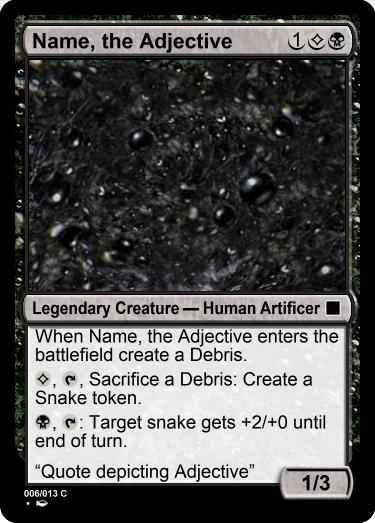 Name, the Adjective 1
Legendary Creature — Human Artificer
When Name, the Adjective enters the
battlefield create a Debris.
, , Sacrifice a Debris: Create a
Snake token.
, : Target snake gets +2/+0 until
end of turn.
“Quote depicting Adjective”
1/3
006/013 C
•